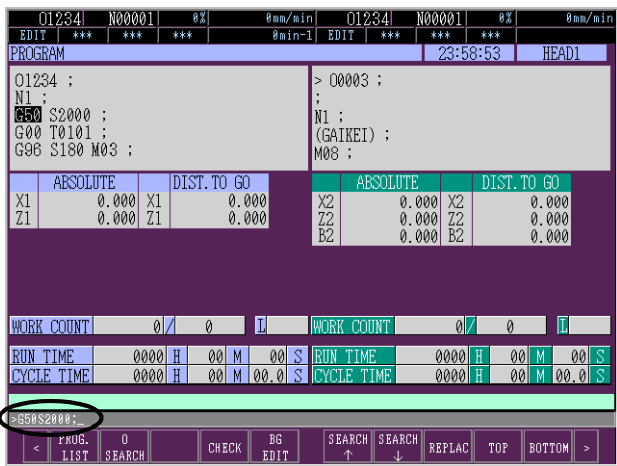 O1234 N00001 0% 0mm/min O1234 N00001 0% 0mm/min
EDIT *** *** *** 0min-1 EDIT *** *** ***
PROGRAM 23:58:53 HEAD1
O1234 ;
N1 ;
G50 S2000 ;
G00 T0101 ;
G96 S180 M03 ;
> O0003 ;
;
N1 ;
(GAIKEI) ;
M08 ;
ABSOLUTE DIST.TO GO
X1 0.000 X1 0.000
Z1 0.000 Z1 0.000
ABSOLUTE DIST.TO GO
X2 0.000 X2 0.000
Z2 0.000 Z2 0.000
B2 0.000 B2 0.000
WORK COUNT 0 / 0 L WORK COUNT 0 / 0 L
RUN TIME 0000 H 00 M 00 S RUN TIME 0000 H 00 M 00 S
CYCLE TIME 0000 H 00 M 00.0 S CYCLE TIME 0000 H 00 M 00.0 S
>G50S2000;_
< PROG. LIST O SEARCH CHECK BG EDIT SEARCH ↑ SEARCH ↓ REPLAC TOP BOTTOM >